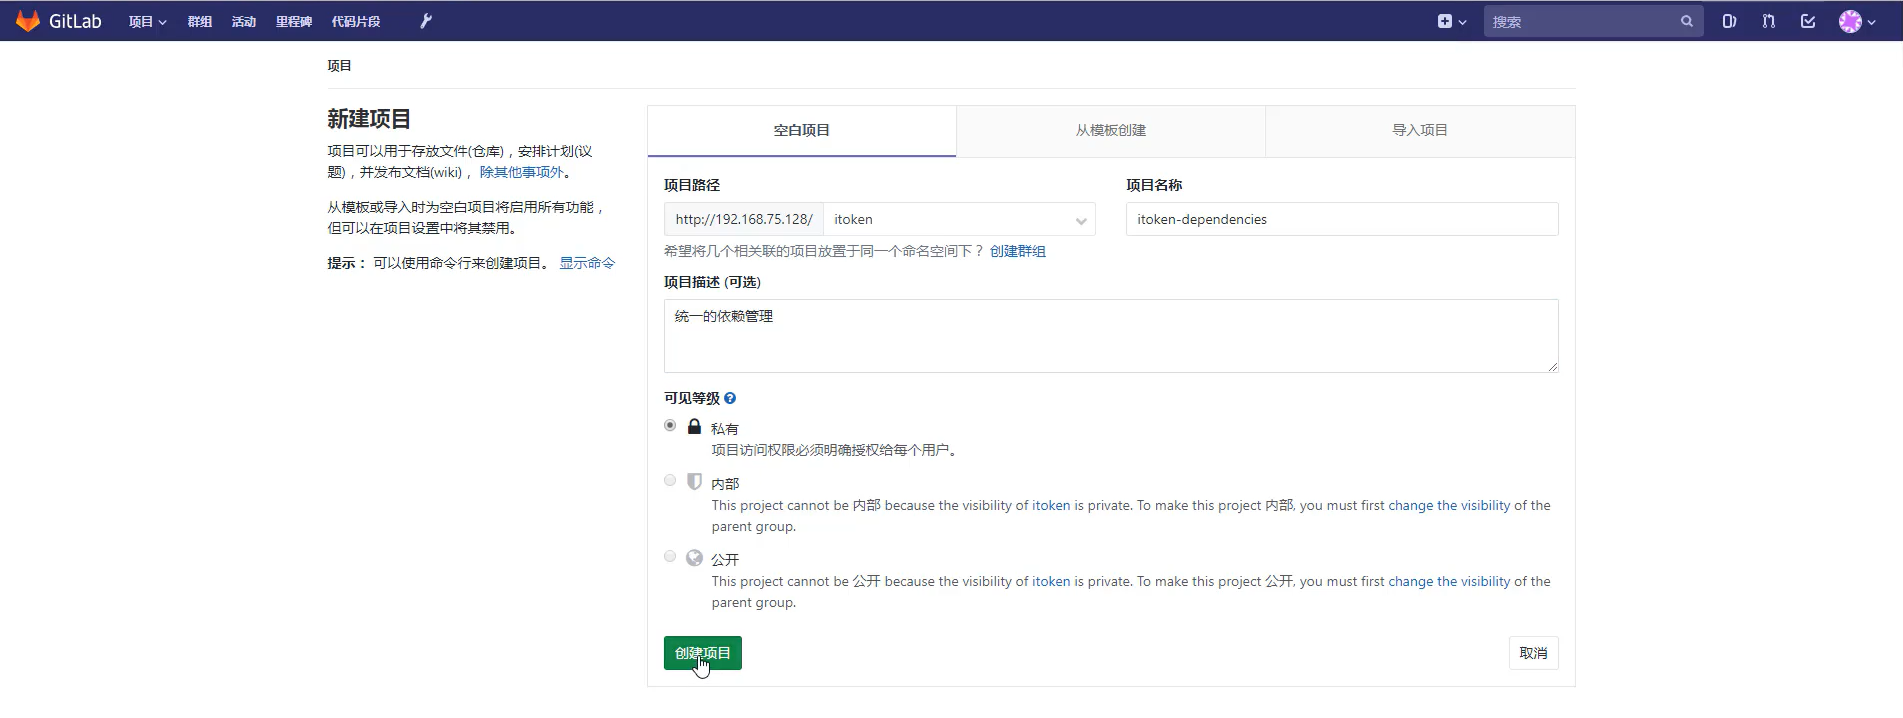 GitLab 项目 群组 活动 里程碑 代码片段 搜索
项目
新建项目
项目可以用于存放文件(仓库)，安排计划(议
题)，并发布文档(wiki)， 除其他事项外。
从模板或导入时为空白项目将启用所有功能，
但可以在项目设置中将其禁用。
提示： 可以使用命令行来创建项目。 显示命令
空白项目 从模板创建 导入项目
项目路径 项目名称
http://192.168.75.128/ itoken itoken-dependencies
希望将几个相关联的项目放置于同一个命名空间下？ 创建群组
项目描述 (可选)
统一的依赖管理
可见等级
私有
项目访问权限必须明确授权给每个用户。
内部
This project cannot be 内部 because the visibility of itoken is private. To make this project 内部, you must first change the visibility of the
parent group.
公开
This project cannot be 公开 because the visibility of itoken is private. To make this project 公开, you must first change the visibility of the
parent group.
创建项目 取消